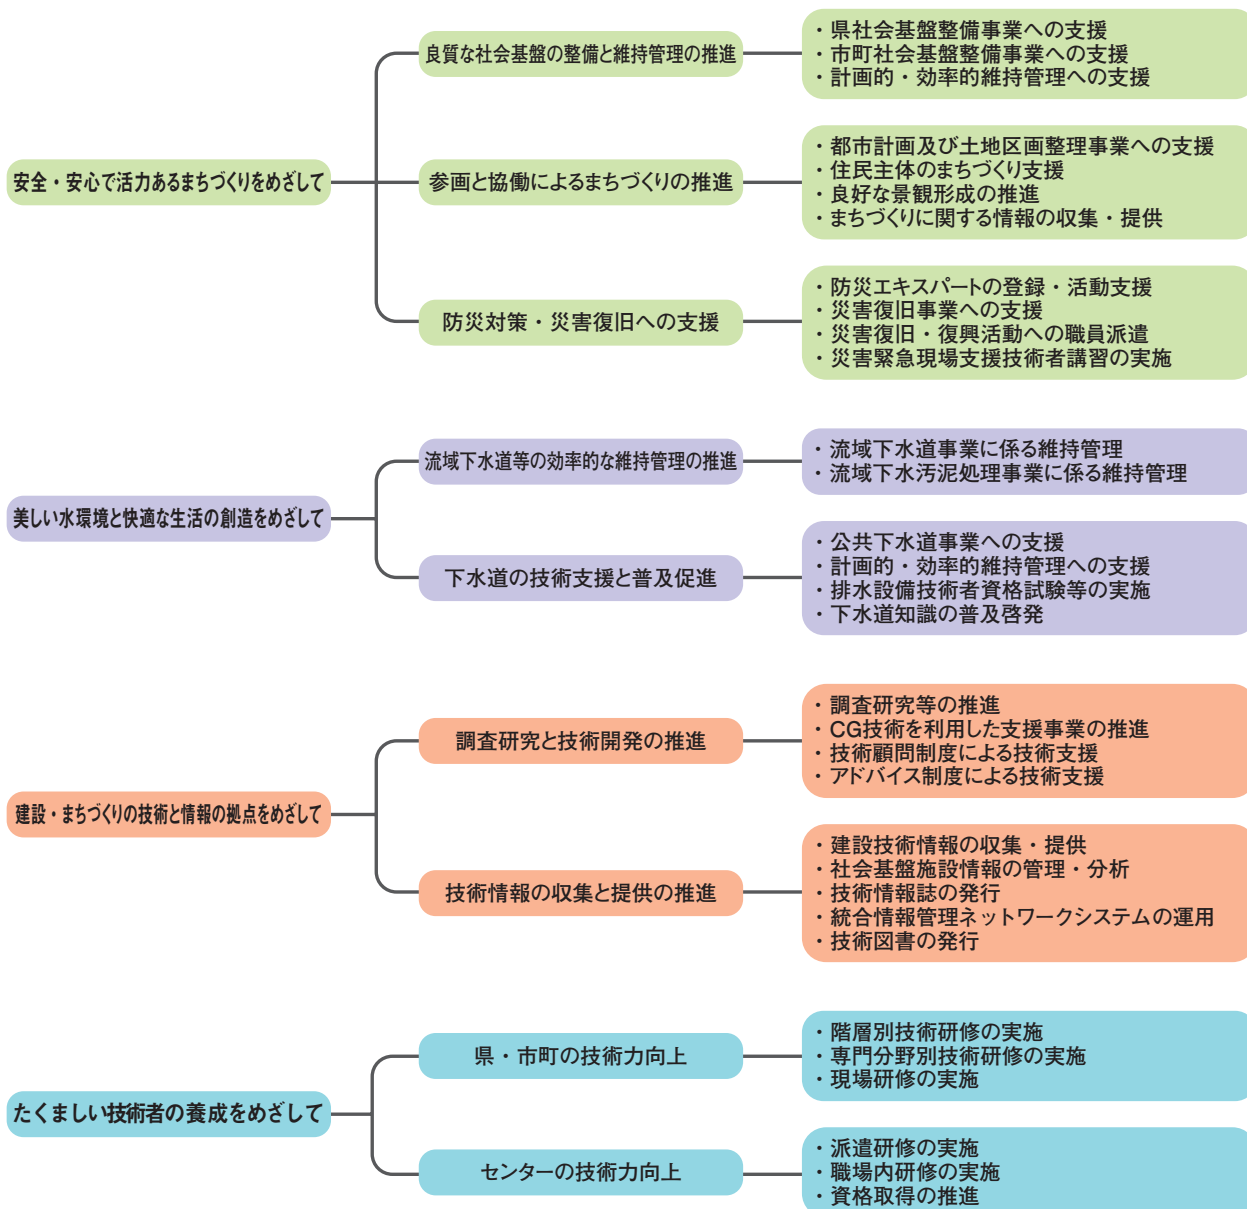 安全・安心で活力あるまちづくりをめざして
良質な社会基盤の整備と維持管理の推進
・県社会基盤整備事業への支援
・市町社会基盤整備事業への支援
・計画的・効率的維持管理への支援
参画と協働によるまちづくりの推進
・都市計画及び土地区画整理事業への支援
・住民主体のまちづくり支援
・良好な景観形成の推進
・まちづくりに関する情報の収集・提供
防災対策・災害復旧への支援
・防災エキスパートの登録・活動支援
・災害復旧事業への支援
・災害復旧・復興活動への職員派遣
・災害緊急現場支援技術者講習の実施
美しい水環境と快適な生活の創造をめざして
流域下水道等の効率的な維持管理の推進
・流域下水道事業に係る維持管理
・流域下水汚泥処理事業に係る維持管理
下水道の技術支援と普及促進
・公共下水道事業への支援
・計画的・効率的維持管理への支援
・排水設備技術者資格試験等の実施
・下水道知識の普及啓発
建設・まちづくりの技術と情報の拠点をめざして
調査研究と技術開発の推進
・調査研究等の推進
・CG技術を利用した支援事業の推進
・技術顧問制度による技術支援
・アドバイス制度による技術支援
技術情報の収集と提供の推進
・建設技術情報の収集・提供
・社会基盤施設情報の管理・分析
・技術情報誌の発行
・統合情報管理ネットワークシステムの運用
・技術図書の発行
たくましい技術者の養成をめざして
県・市町の技術力向上
・階層別技術研修の実施
・専門分野別技術研修の実施
・現場研修の実施
センターの技術力向上
・派遣研修の実施
・職場内研修の実施
・資格取得の推進